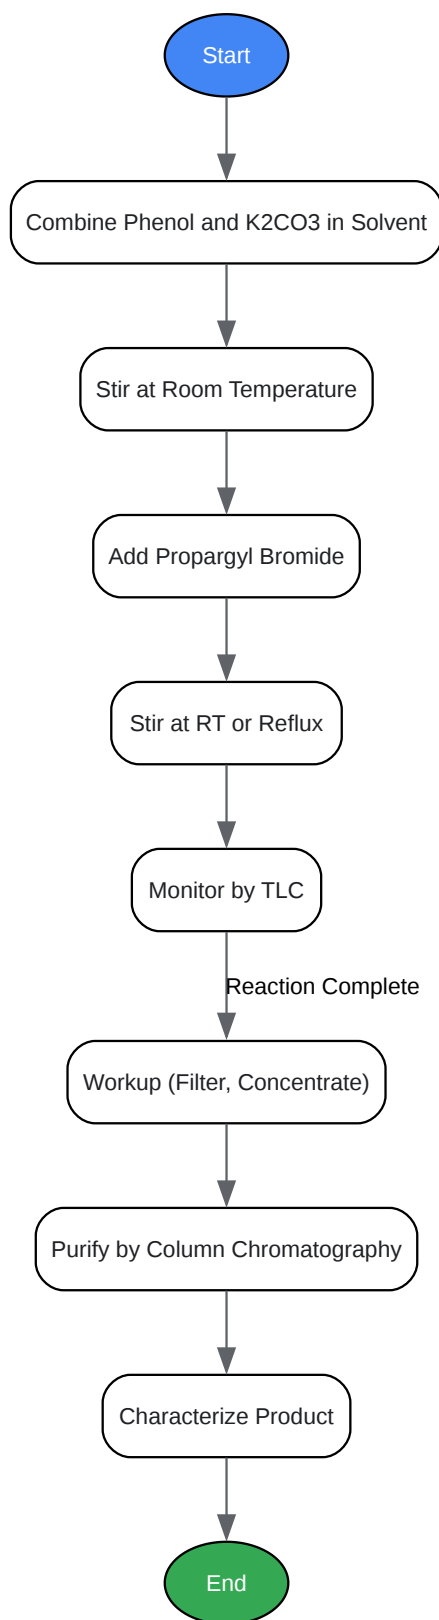 Start
Combine Phenol and K2CO3 in Solvent
Stir at Room Temperature
Add Propargyl Bromide
Stir at RT or Reflux
Monitor by TLC
Reaction Complete
Workup (Filter, Concentrate)
Purify by Column Chromatography
Characterize Product
End